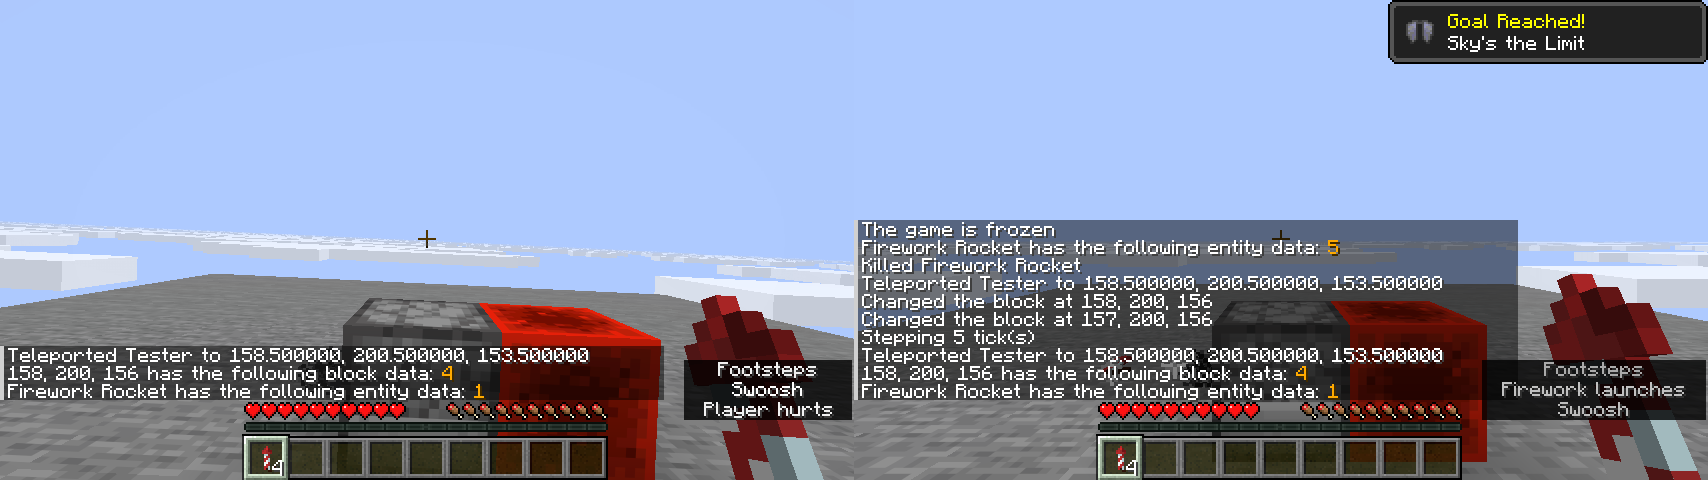 Teleported Tester to 158.500000, 200.500000, 153.500000
158, 200, 156 has the following block data: 4
Firework Rocket has the following entity data: 1
Footsteps
Swoosh
Player hurts
4
Goal Reached!
Sky's the Limit
The game is frozen
Firework Rocket has the following entity data: 5
Killed Firework Rocket
Teleported Tester to 158.500000, 200.500000, 153.500000
Changed the block at 158, 200, 156
Changed the block at 157, 200, 156
Stepping 5 tick(s)
Teleported Tester to 158.500000, 200.500000, 153.500000
158, 200, 156 has the following block data: 4
Firework Rocket has the following entity data: 1
Footsteps
Firework launches
Swoosh
4